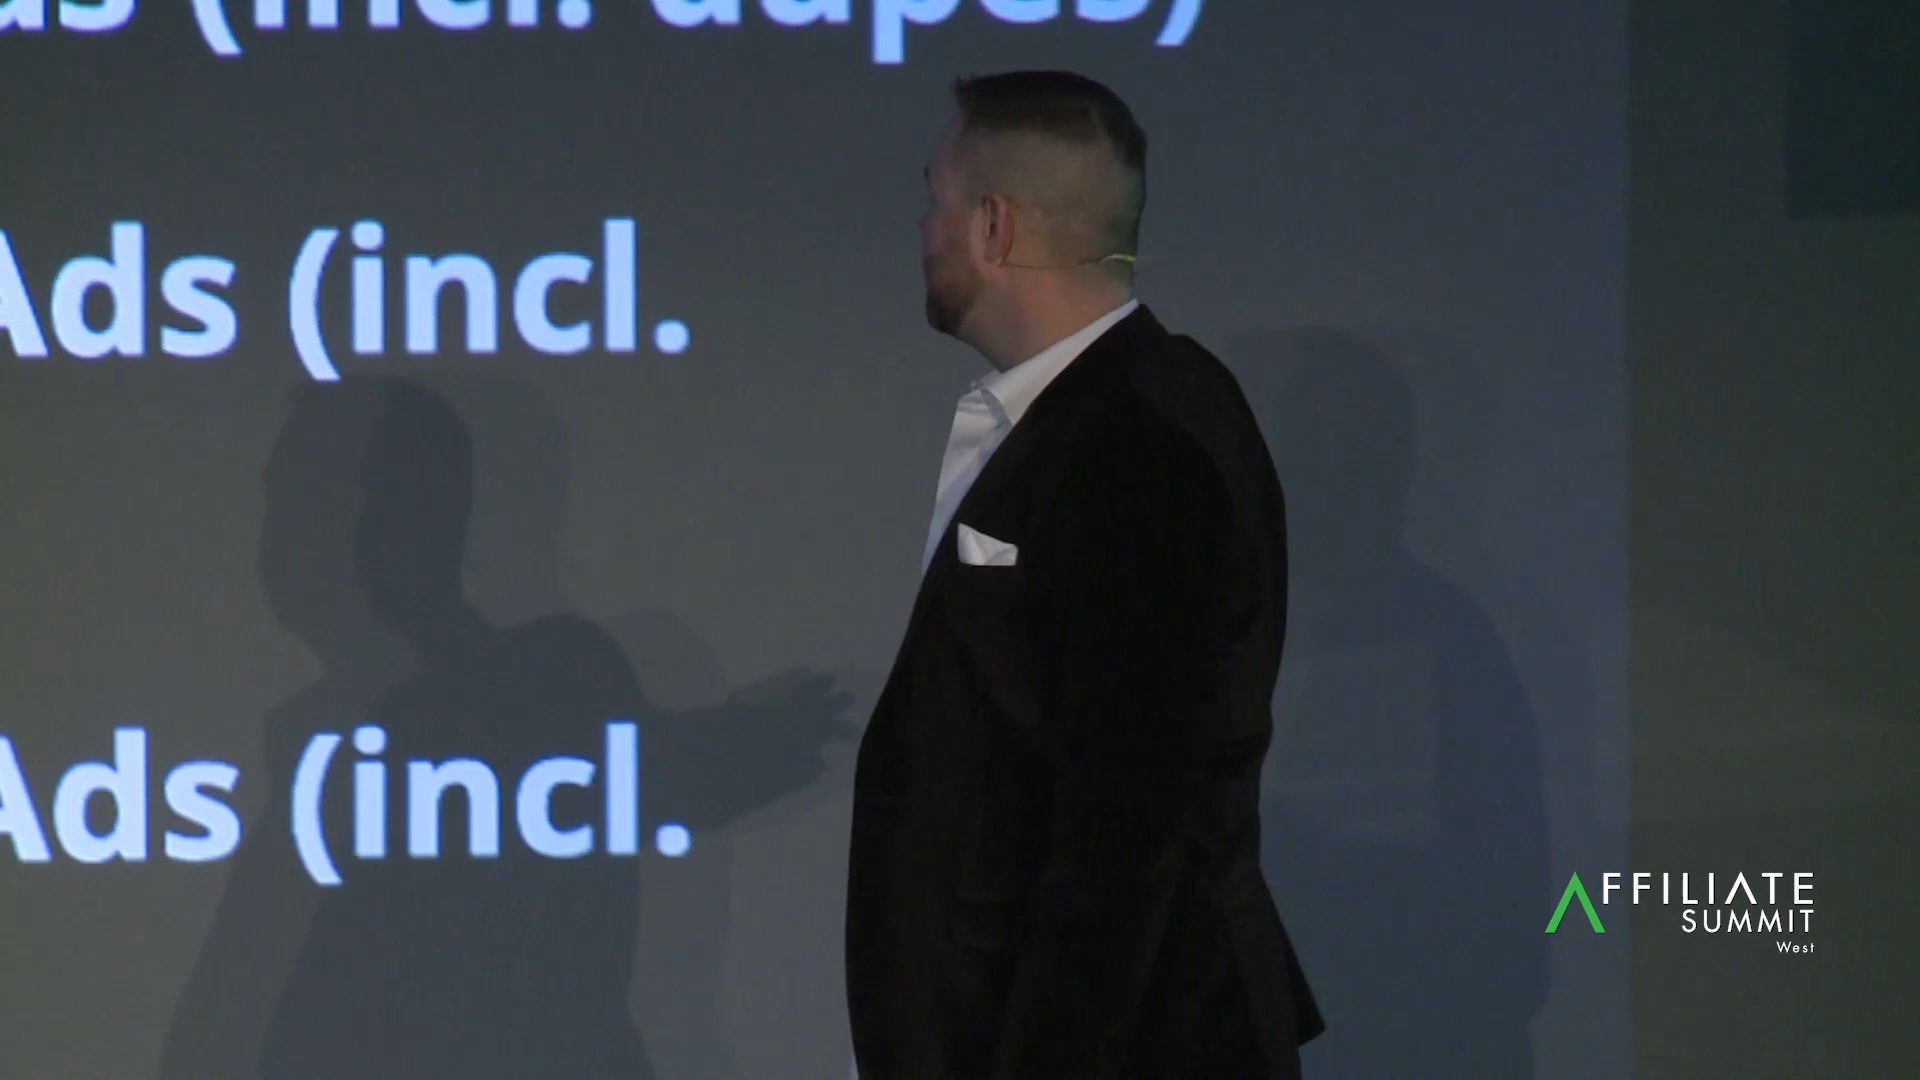 ds (incl. dupes)
Ads (incl.
Ads (incl.
AFFILIATE
SUMMIT
West